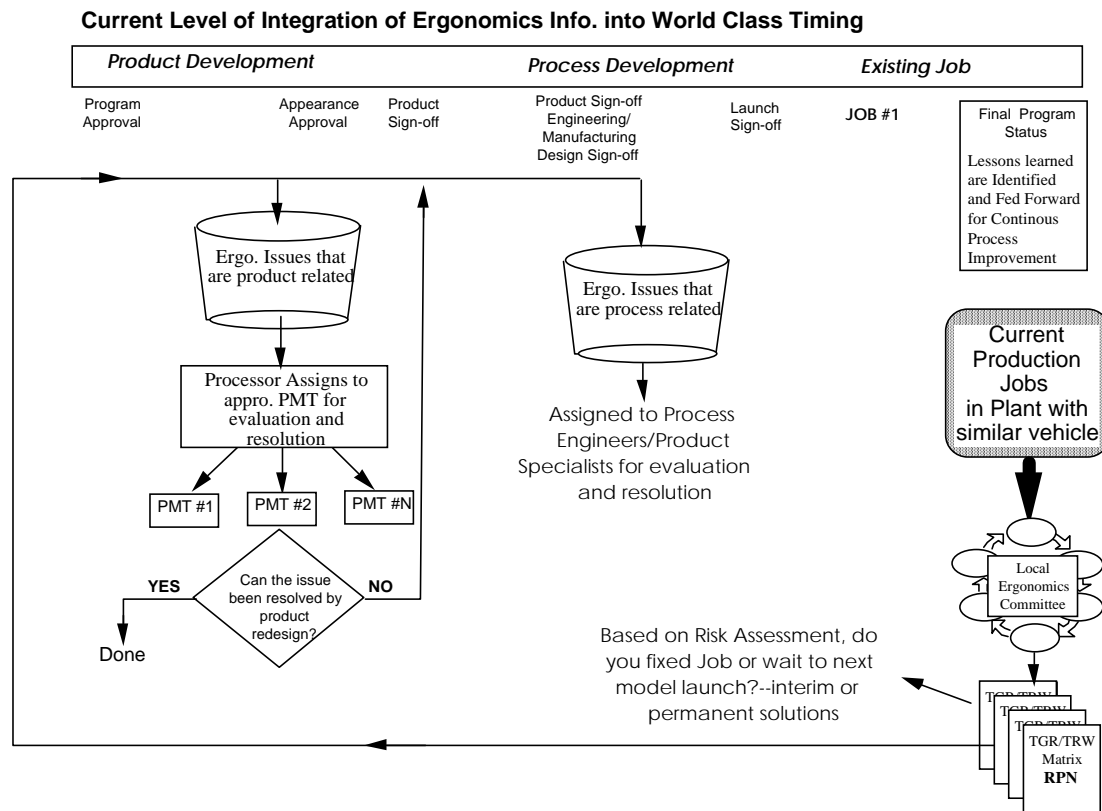 Current Level of Integration of Ergonomics Info. into World Class Timing
Product Development
Process Development
Existing Job
Program
Approval
Appearance
Approval
Product
Sign-off
Product Sign-off
Engineering/
Manufacturing
Design Sign-off
Launch
Sign-off
JOB #1
Final Program
Status
Lessons learned
are Identified
and Fed Forward
for Continous
Process
Improvement
Ergo. Issues that
are product related
Ergo. Issues that
are process related
Processor Assigns to
appro. PMT for
evaluation and
resolution
PMT #1
PMT #2
PMT #N
Can the issue
been resolved by
product
redesign?
YES
NO
Done
Assigned to Process
Engineers/Product
Specialists for evaluation
and resolution
Current
Production
Jobs
in Plant with
similar vehicle
Local
Ergonomics
Committee
Based on Risk Assessment, do
you fixed Job or wait to next
model launch?--interim or
permanent solutions
TGR/TRW
TGR/TRW
TGR/TRW
TGR/TRW
Matrix
RPN